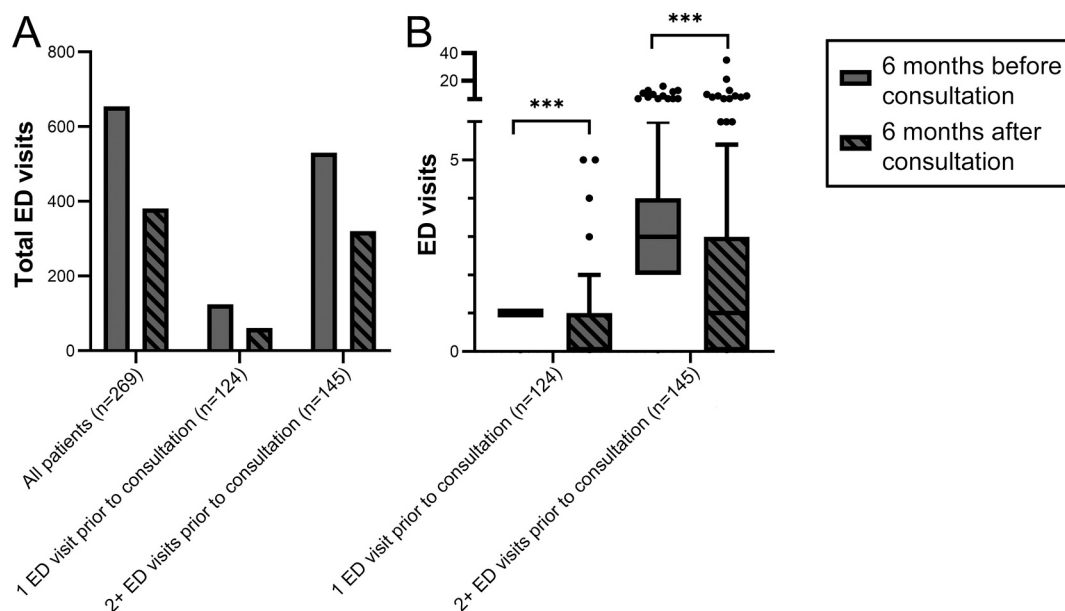 A
Total ED visits
800
600
400
200
0
All patients (n=269)
1 ED visit prior to consultation (n=124)
2+ ED visits prior to consultation (n=145)
B
ED visits
40
20
5
0
***
***
1 ED visit prior to consultation (n=124)
2+ ED visits prior to consultation (n=145)
6 months before
consultation
6 months after
consultation